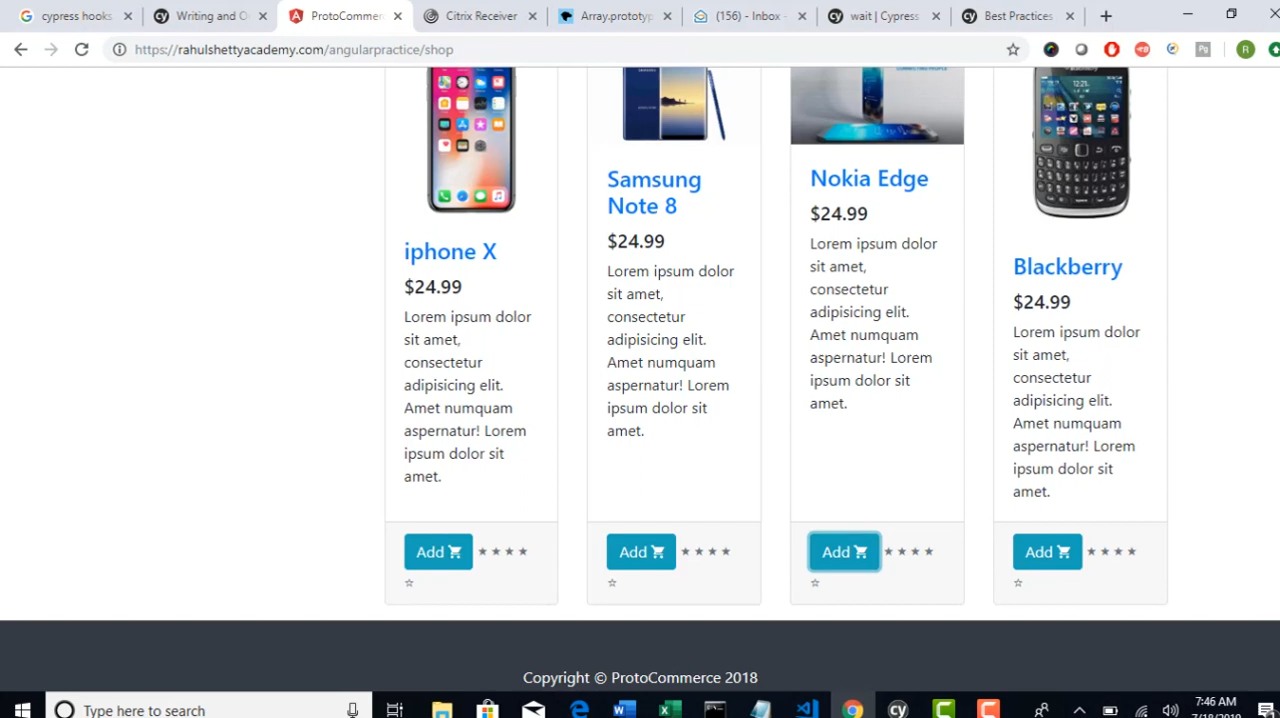 cypress hooks
Writing and O
ProtoComme
Citrix Receiver
Array.prototyp
(156) - Inbox -
wait | Cypress
Best Practices
https://rahulshettyacademy.com/angularpractice/shop
iphone X
$24.99
Lorem ipsum dolor
sit amet,
consectetur
adipisicing elit.
Amet numquam
aspernatur! Lorem
ipsum dolor sit
amet.
Add
Samsung
Note 8
$24.99
Lorem ipsum dolor
sit amet,
consectetur
adipisicing elit.
Amet numquam
aspernatur! Lorem
ipsum dolor sit
amet.
Add
Nokia Edge
$24.99
Lorem ipsum dolor
sit amet,
consectetur
adipisicing elit.
Amet numquam
aspernatur! Lorem
ipsum dolor sit
amet.
Add
Blackberry
$24.99
Lorem ipsum dolor
sit amet,
consectetur
adipisicing elit.
Amet numquam
aspernatur! Lorem
ipsum dolor sit
amet.
Add
Copyright © ProtoCommerce 2018
Type here to search
7:46 AM